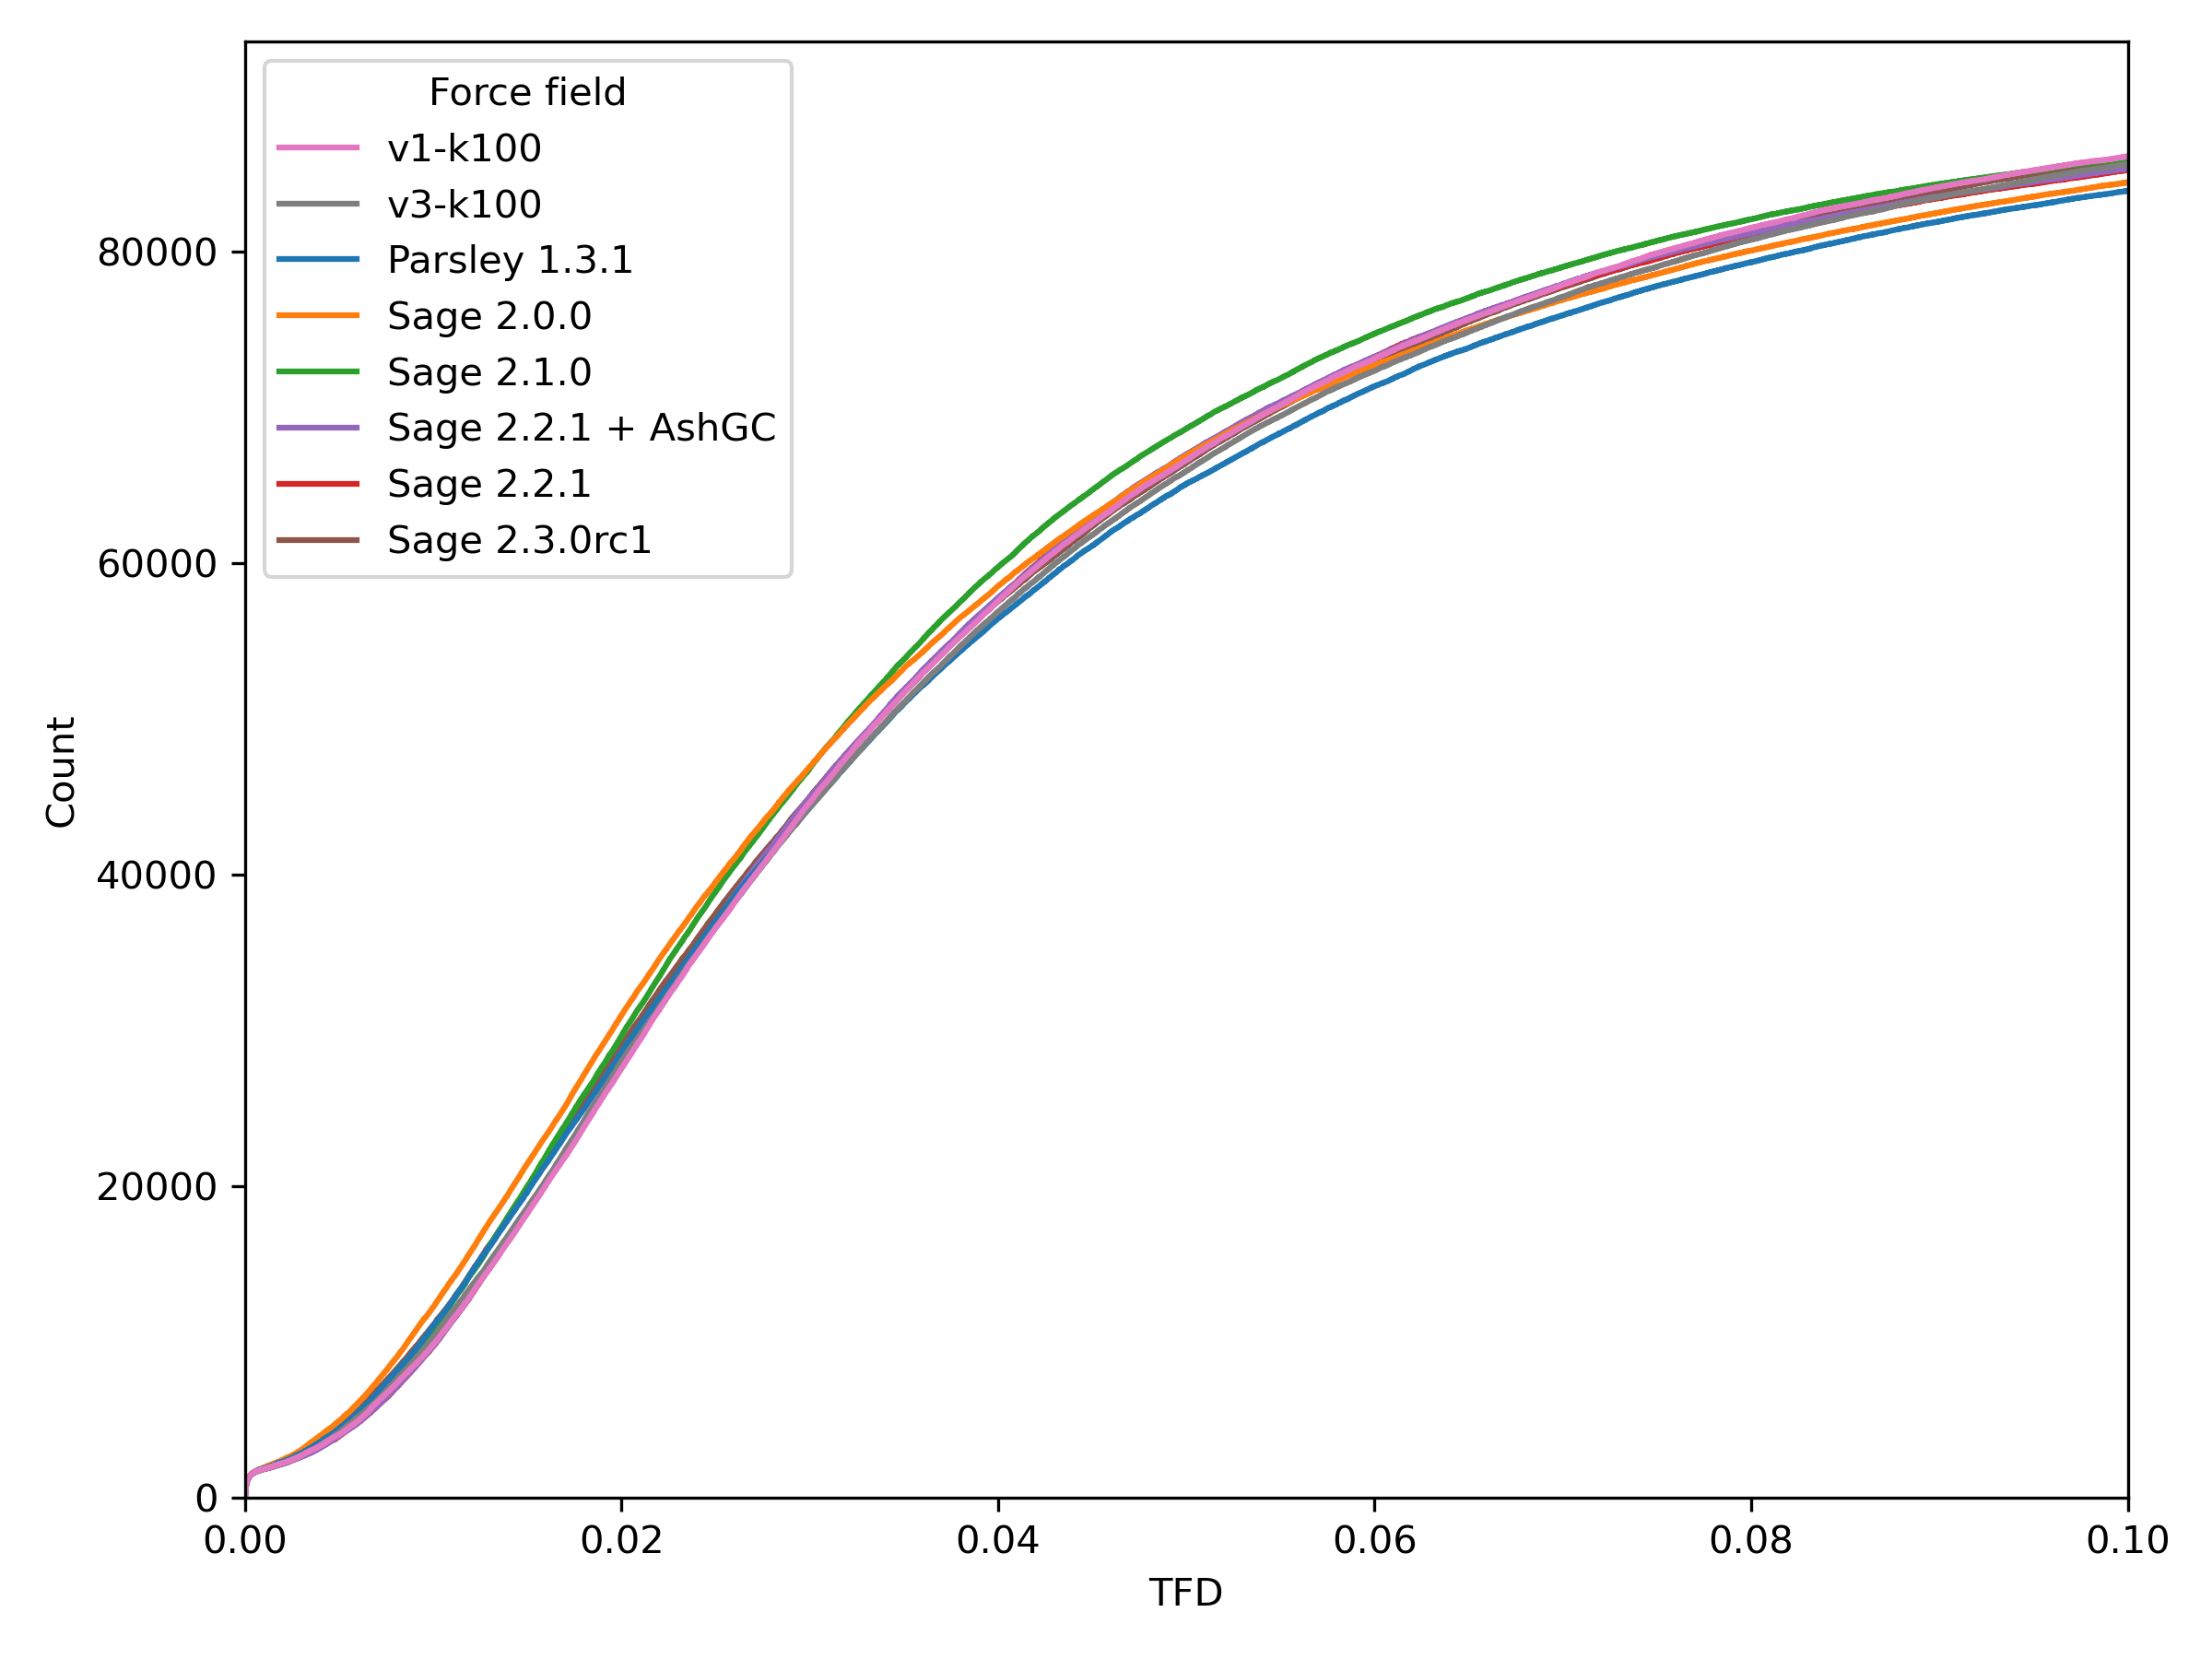 Force field
v1-k100
v3-k100
Parsley 1.3.1
Sage 2.0.0
Sage 2.1.0
Sage 2.2.1 + AshGC
Sage 2.2.1
Sage 2.3.0rc1
80000
60000
40000
20000
0
Count
0.00 0.02 0.04 0.06 0.08 0.10
TFD